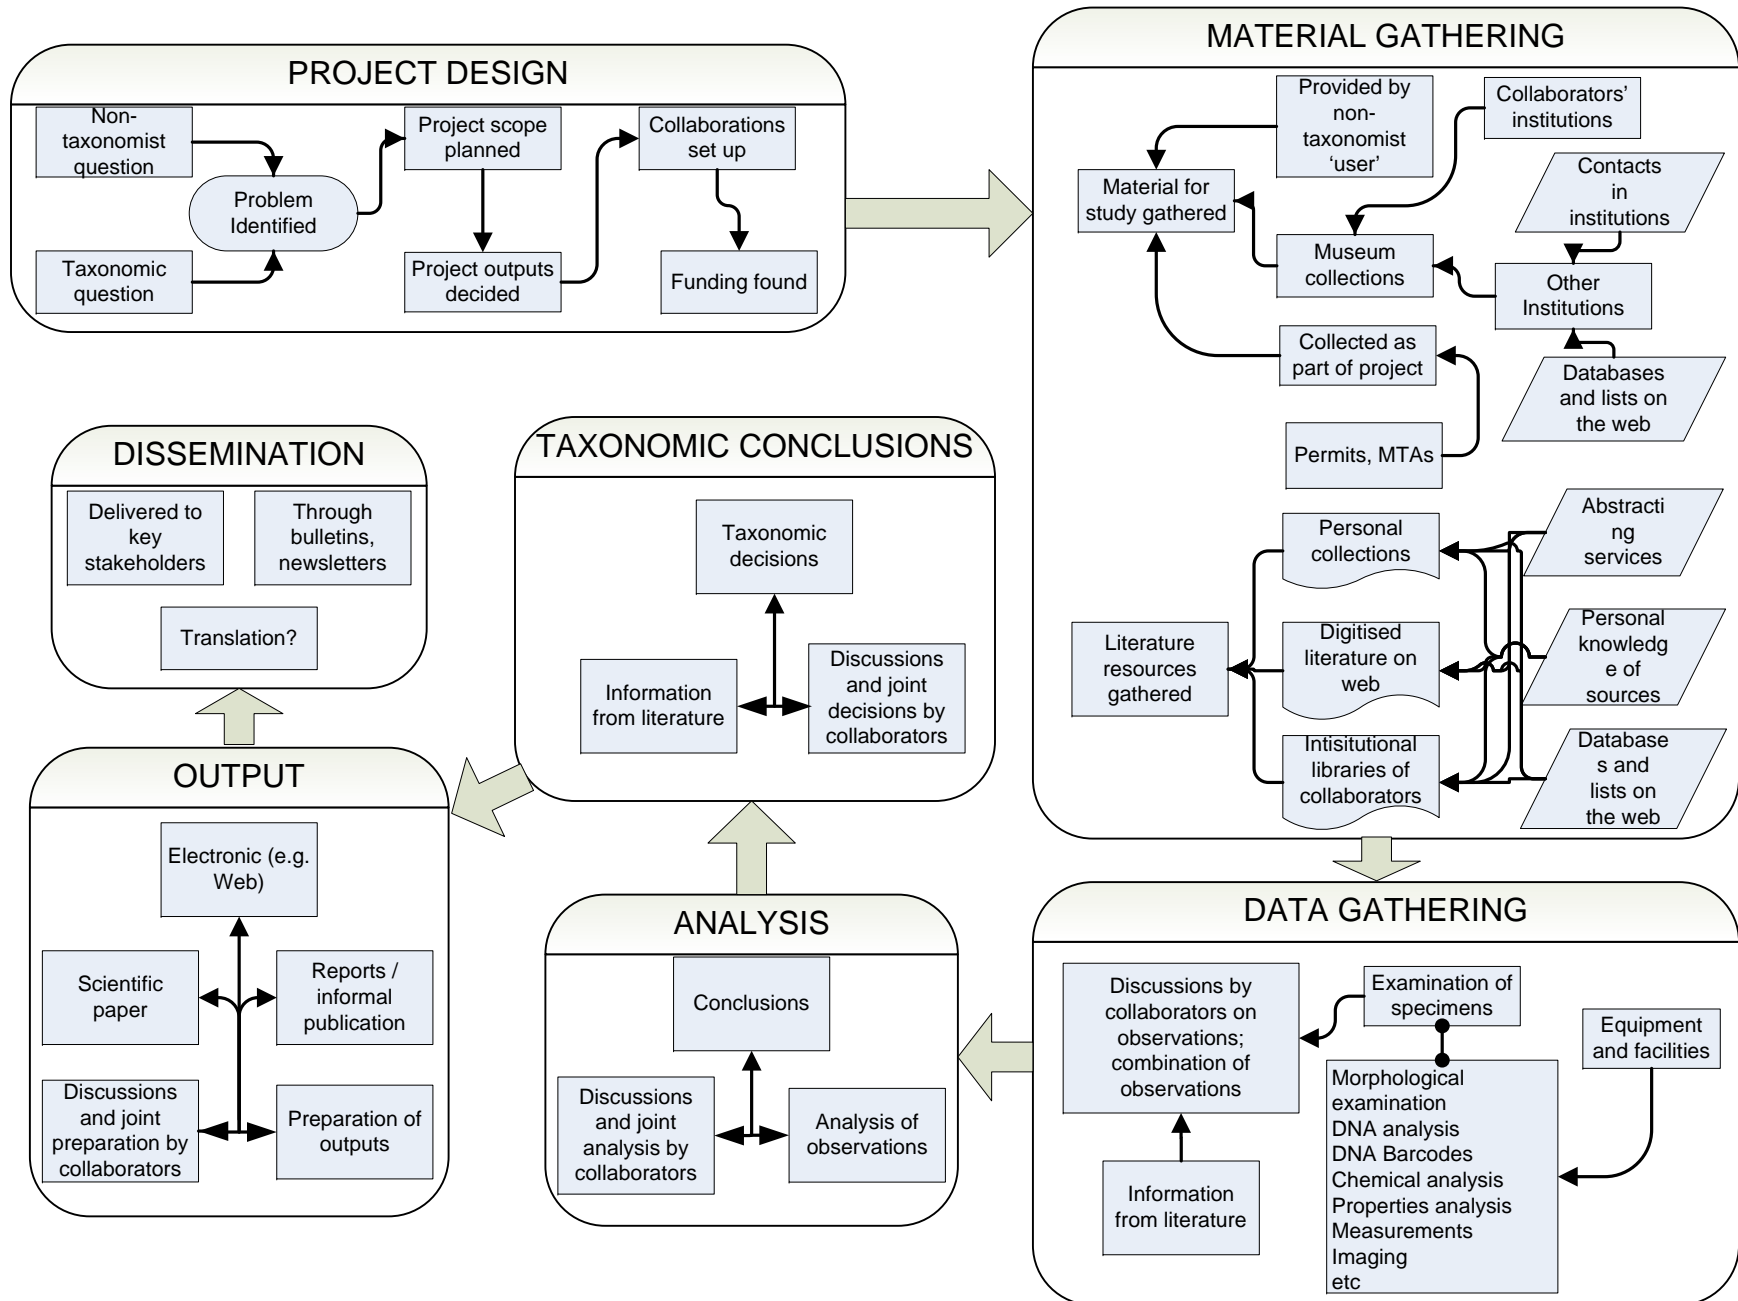 PROJECT DESIGN
Non-
taxonomist
question
Problem
Identified
Taxonomic
question
Project scope
planned
Project outputs
decided
Collaborations
set up
Funding found
MATERIAL GATHERING
Provided by
non-
taxonomist
‘user’
Collaborators’
institutions
Material for
study gathered
Contacts
in
institutions
Museum
collections
Other
Institutions
Collected as
part of project
Databases
and lists on
the web
Permits, MTAs
Personal
collections
Abstracti
ng
services
Literature
resources
gathered
Digitised
literature on
web
Personal
knowledg
e of
sources
Intisitutional
libraries of
collaborators
Database
s and
lists on
the web
DATA GATHERING
Discussions by
collaborators on
observations;
combination of
observations
Examination of
specimens
Equipment
and facilities
Morphological
examination
DNA analysis
DNA Barcodes
Chemical analysis
Properties analysis
Measurements
Imaging
etc
Information
from literature
ANALYSIS
Conclusions
Discussions
and joint
analysis by
collaborators
Analysis of
observations
TAXONOMIC CONCLUSIONS
Taxonomic
decisions
Information
from literature
Discussions
and joint
decisions by
collaborators
OUTPUT
Electronic (e.g.
Web)
Scientific
paper
Reports /
informal
publication
Discussions
and joint
preparation by
collaborators
Preparation of
outputs
DISSEMINATION
Delivered to
key
stakeholders
Through
bulletins,
newsletters
Translation?